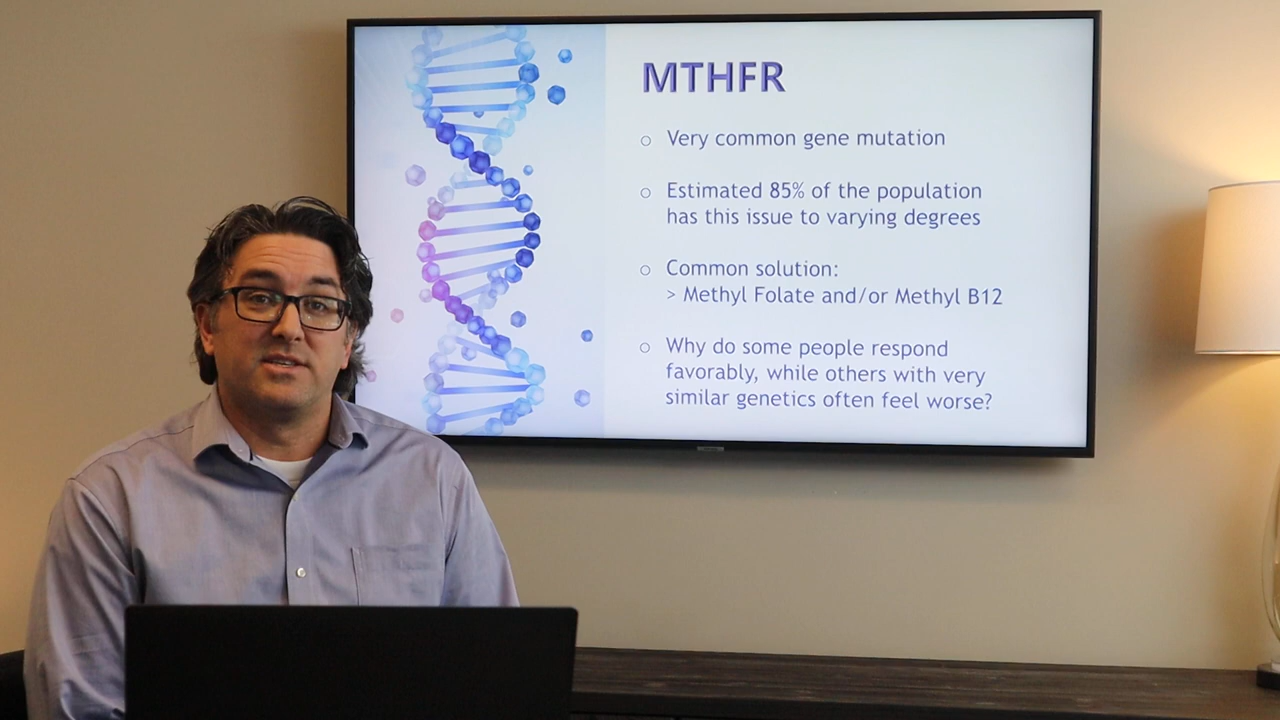 MTHFR
○ Very common gene mutation
○ Estimated 85% of the population
has this issue to varying degrees
○ Common solution:
> Methyl Folate and/or Methyl B12
○ Why do some people respond
favorably, while others with very
similar genetics often feel worse?